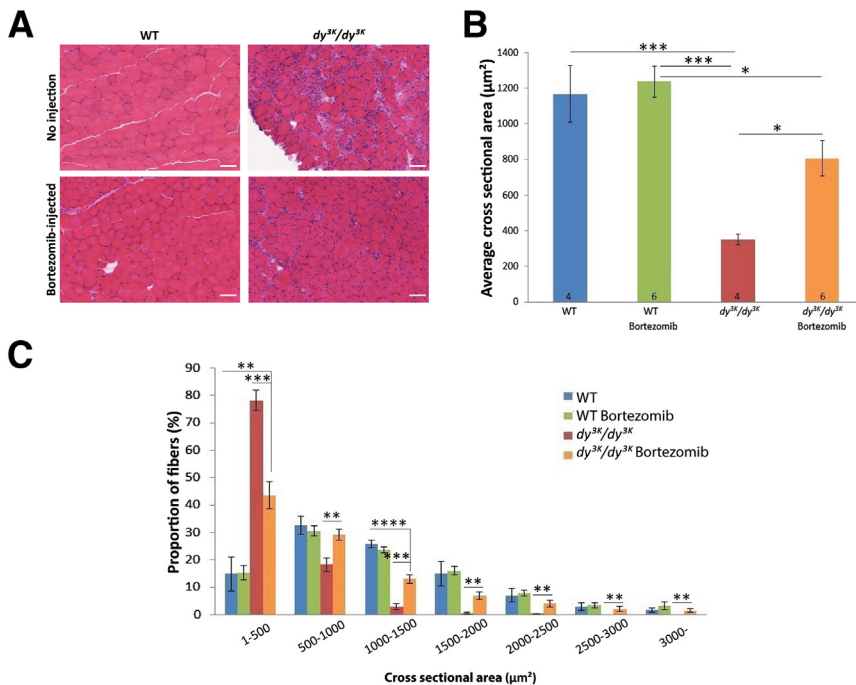 A
WT
dy3K/dy3K
No injection
Bortezomib-injected
B
Average cross sectional area (µm²)
1400
1200
1000
800
600
400
200
0
***
***
*
*
4
6
4
6
WT
WT
Bortezomib
dy3K/dy3K
dy3K/dy3K
Bortezomib
C
Proportion of fibers (%)
90
80
70
60
50
40
30
20
10
0
**
***
**
****
***
**
**
**
**
WT
WT Bortezomib
dy3K/dy3K
dy3K/dy3K Bortezomib
1-500
500-1000
1000-1500
1500-2000
2000-2500
2500-3000
3000-
Cross sectional area (µm²)